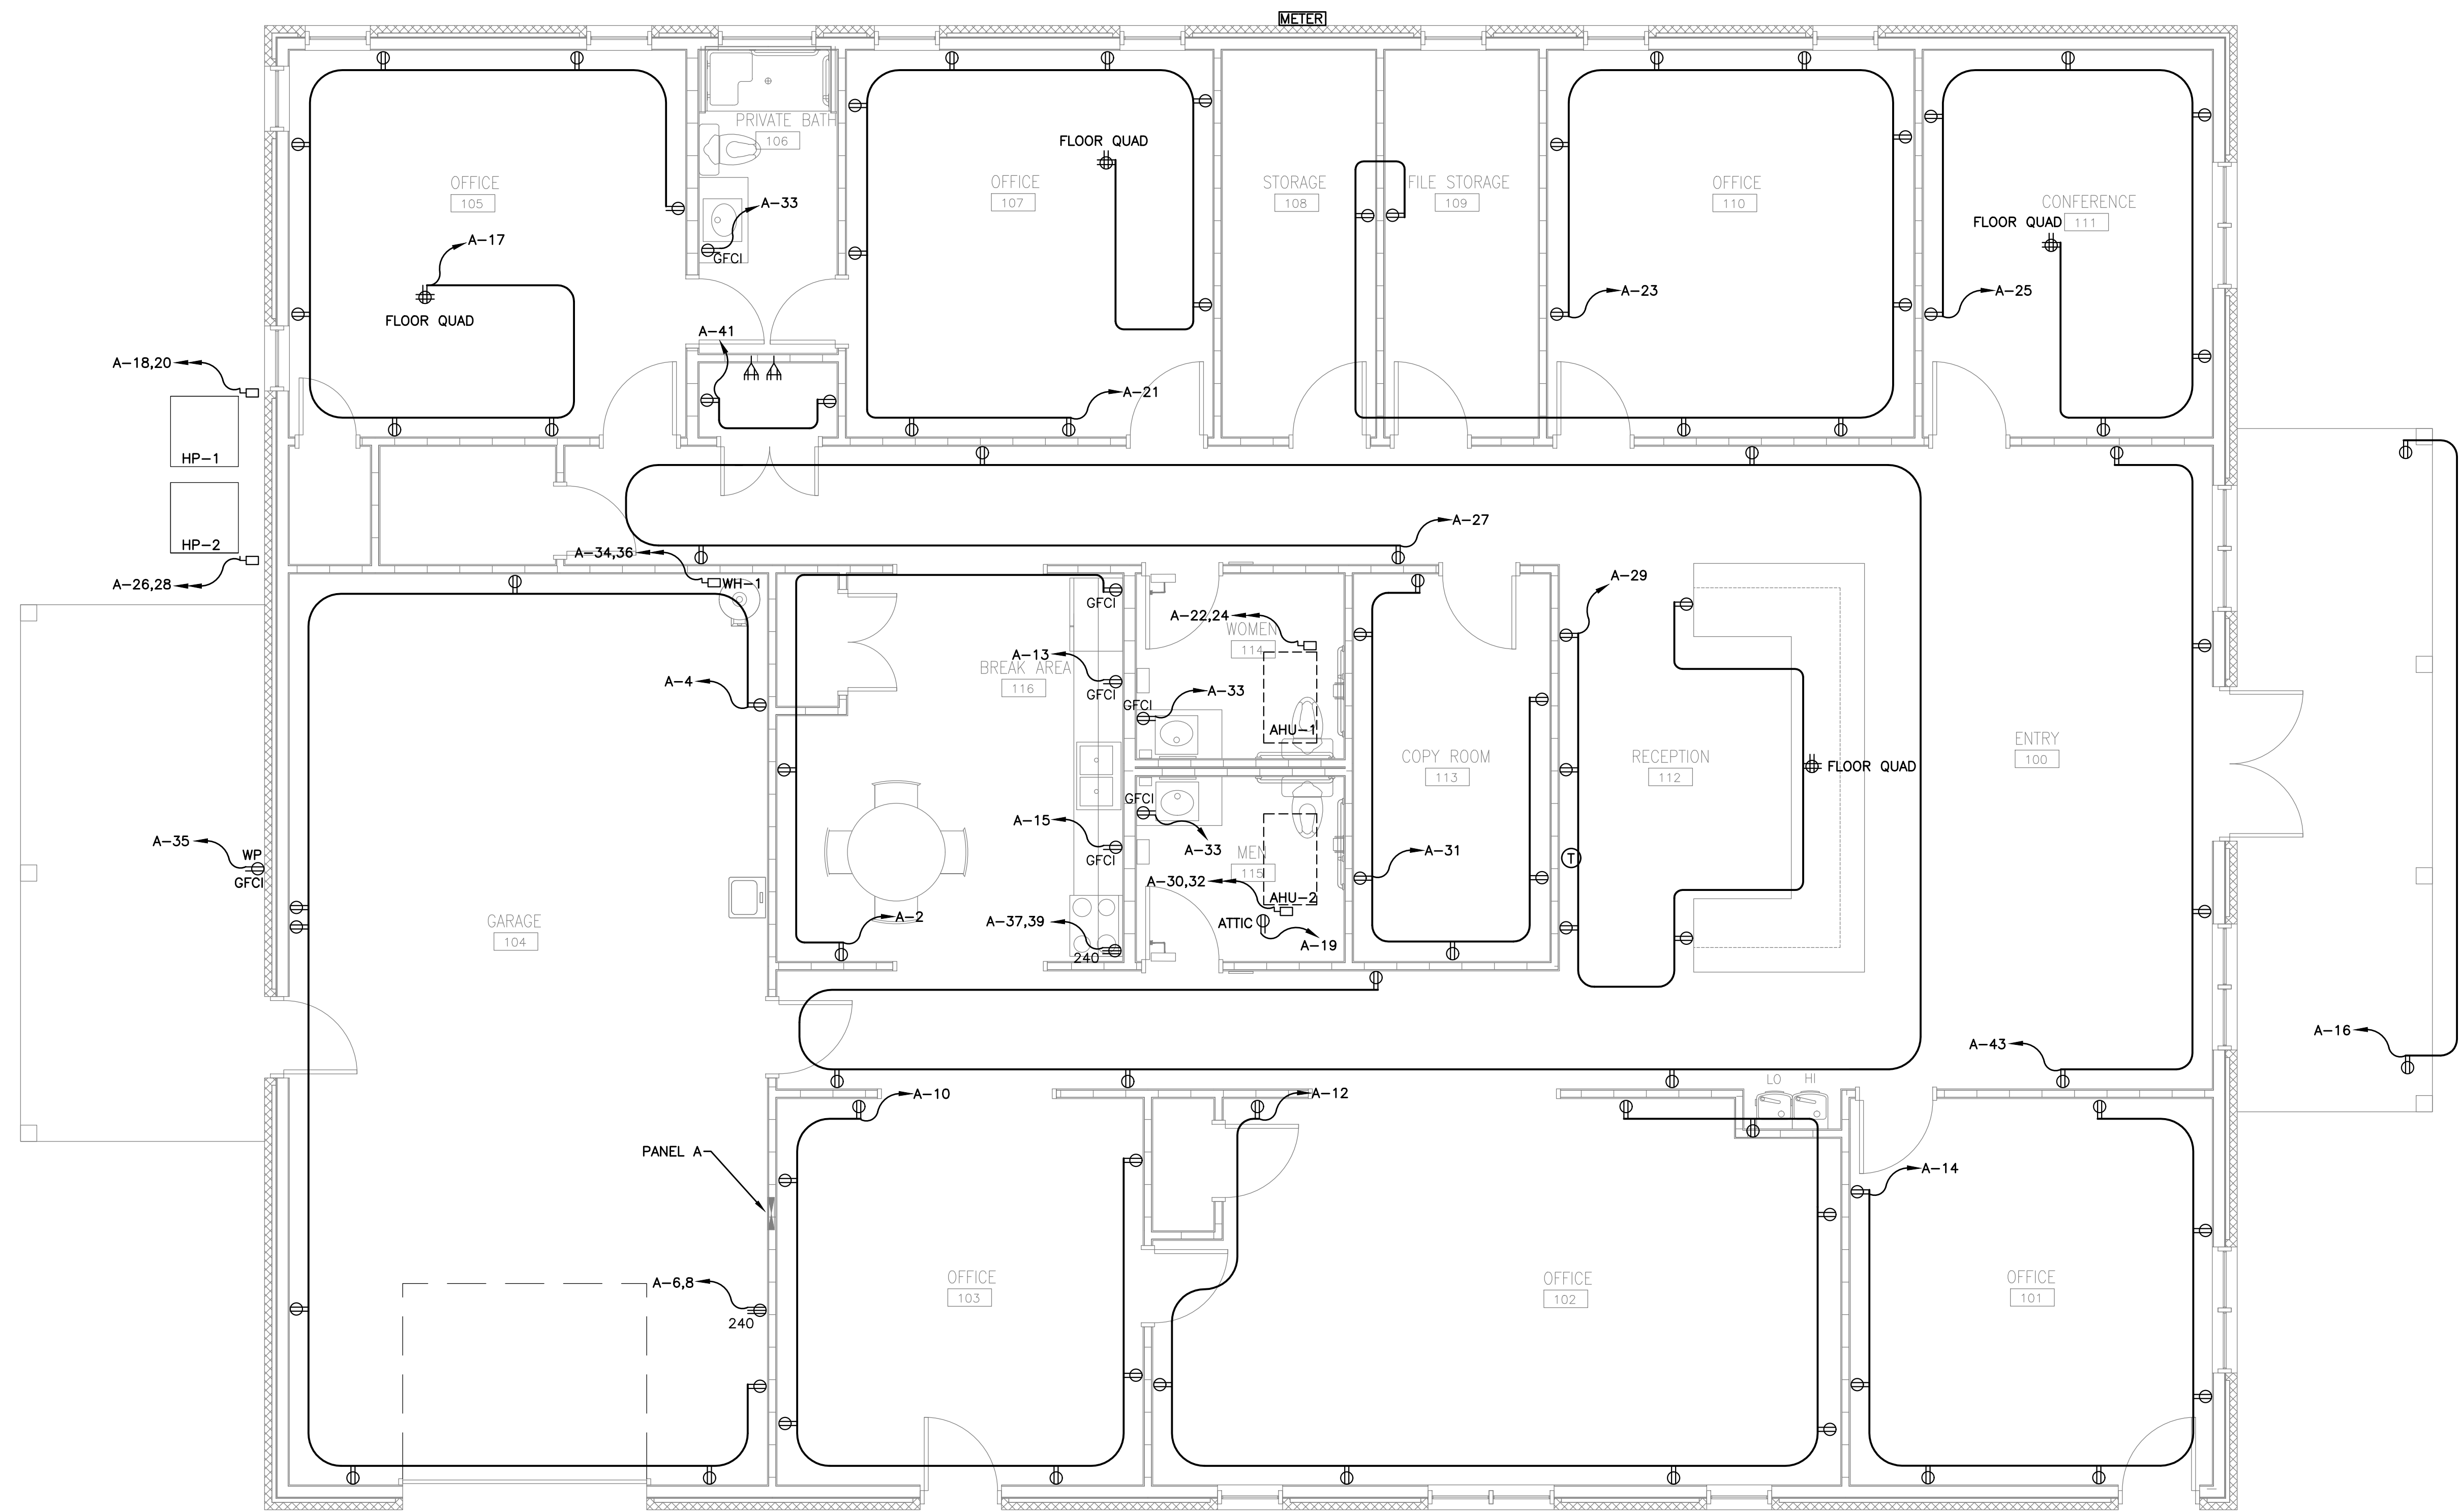 METER
PRIVATE BATH
106
A-33
GFCI
OFFICE
105
A-17
FLOOR QUAD
OFFICE
107
FLOOR QUAD
STORAGE
108
FILE STORAGE
109
OFFICE
110
CONFERENCE
111
FLOOR QUAD
A-23
A-25
A-41
A-21
A-18,20
HP-1
HP-2
A-26,28
A-27
A-34,36
WH-1
A-4
GFCI
A-13
GFCI
BREAK AREA
116
A-22,24
WOMEN
114
A-33
GFCI
AHU-1
A-29
COPY ROOM
113
RECEPTION
112
FLOOR QUAD
ENTRY
100
GFCI
A-33
MEN
115
A-15
GFCI
A-31
T
A-30,32
AHU-2
ATTIC
A-19
A-35
WP
GFCI
GARAGE
104
A-2
A-37,39
240
A-16
A-43
LO
HI
A-10
A-12
PANEL A
A-14
A-6,8
240
OFFICE
103
OFFICE
102
OFFICE
101